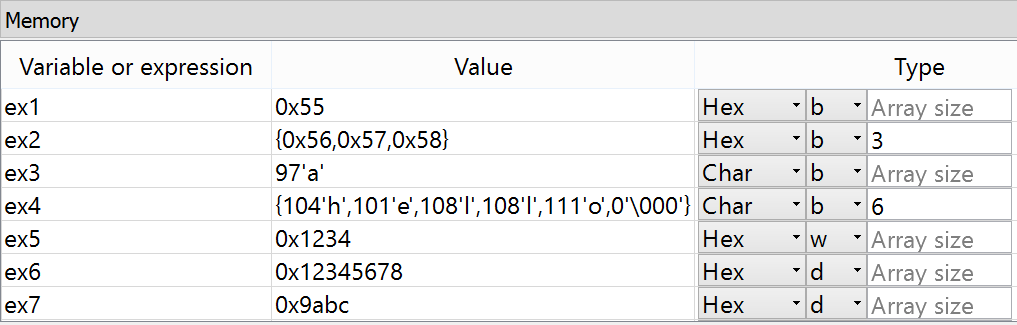 Memory
Variable or expression Value Type
ex1 0x55 Hex b Array size
ex2 {0x56,0x57,0x58} Hex b 3
ex3 97'a' Char b Array size
ex4 {104'h',101'e',108'l',108'l',111'o',0'\000'} Char b 6
ex5 0x1234 Hex w Array size
ex6 0x12345678 Hex d Array size
ex7 0x9abc Hex d Array size